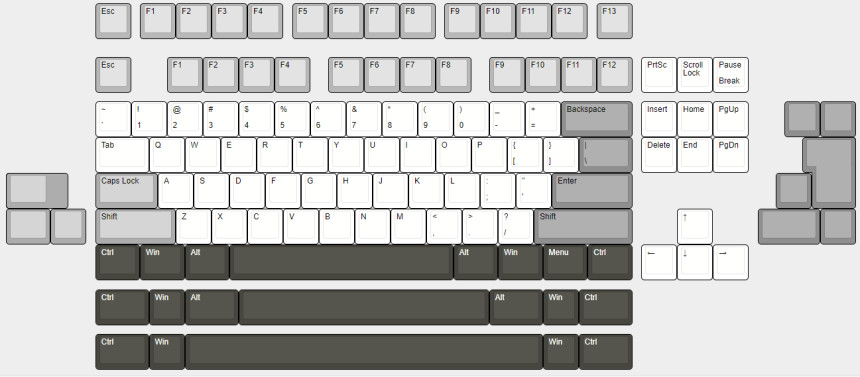 Esc F1 F2 F3 F4 F5 F6 F7 F8 F9 F10 F11 F12 F13
Esc F1 F2 F3 F4 F5 F6 F7 F8 F9 F10 F11 F12 PrtSc Scroll Lock Pause Break
~ ` ! 1 @ 2 # 3 $ 4 % 5 ^ 6 & 7 * 8 ( 9 ) 0 _ - + = Backspace Insert Home PgUp
Tab Q W E R T Y U I O P { [ } ] | \ Delete End PgDn
Caps Lock A S D F G H J K L : ; " ' Enter
Shift Z X C V B N M < , > . ? / Shift ↑
Ctrl Win Alt Alt Win Menu Ctrl ← ↓ →
Ctrl Win Alt Alt Win Ctrl
Ctrl Win Win Ctrl